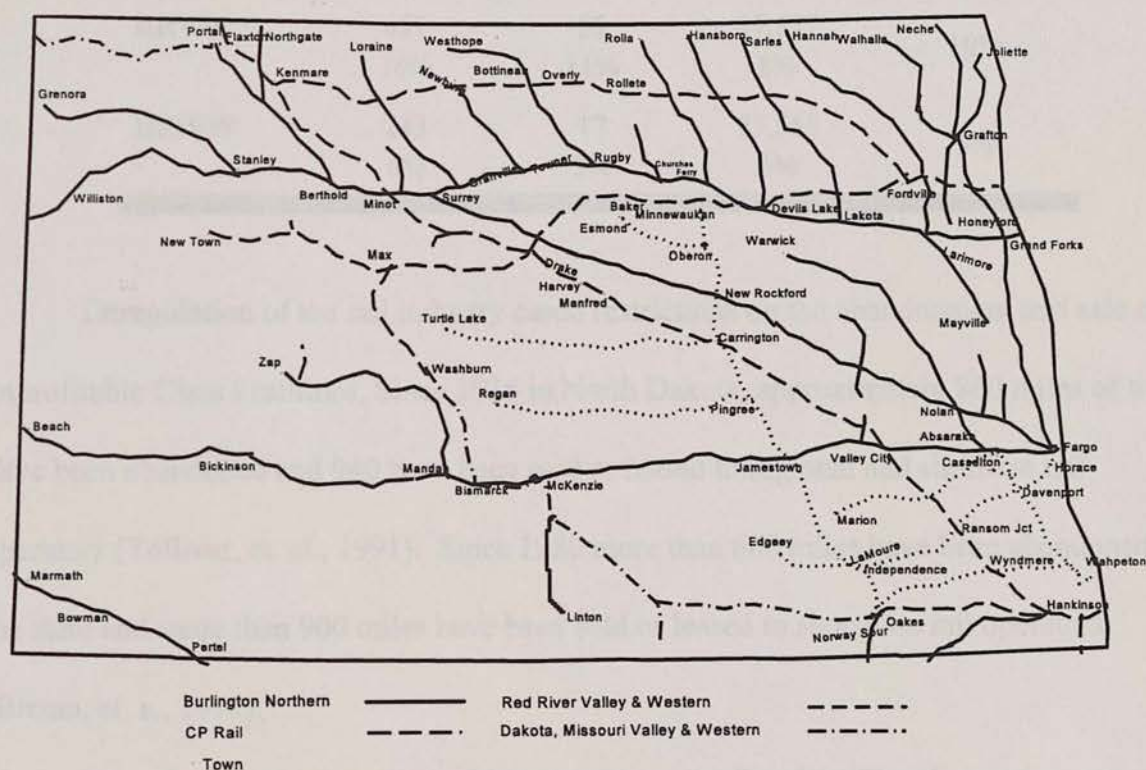 Portal
Flaxton
Northgate
Loraine
Westhope
Rolla
Hansboro
Sarles
Hannah
Walhalla
Neche
Joliette
Kenmare
Newburg
Bottineau
Overly
Rollete
Grenora
Grafton
Stanley
Granville
Towner
Rugby
Churches
Ferry
Fordville
Williston
Berthold
Minot
Surrey
Baker
Minnewaukan
Devils Lake
Lakota
Honeyford
Esmond
New Town
Max
Oberon
Warwick
Larimore
Grand Forks
Drake
Harvey
Manfred
New Rockford
Turtle Lake
Carrington
Mayville
Zap
Washburn
Regan
Pingree
Nolan
Beach
Absaraka
Fargo
Bickinson
Mandan
Bismarck
McKenzie
Jamestown
Valley City
Casselton
Horace
Davenport
Marion
Ransom Jct
Edgeey
LaMoure
Independence
Wyndmere
Wahpeton
Marmath
Bowman
Pertel
Linton
Norway Sour
Oakes
Hankinson
Burlington Northern
Red River Valley & Western
CP Rail
Dakota, Missouri Valley & Western
Town